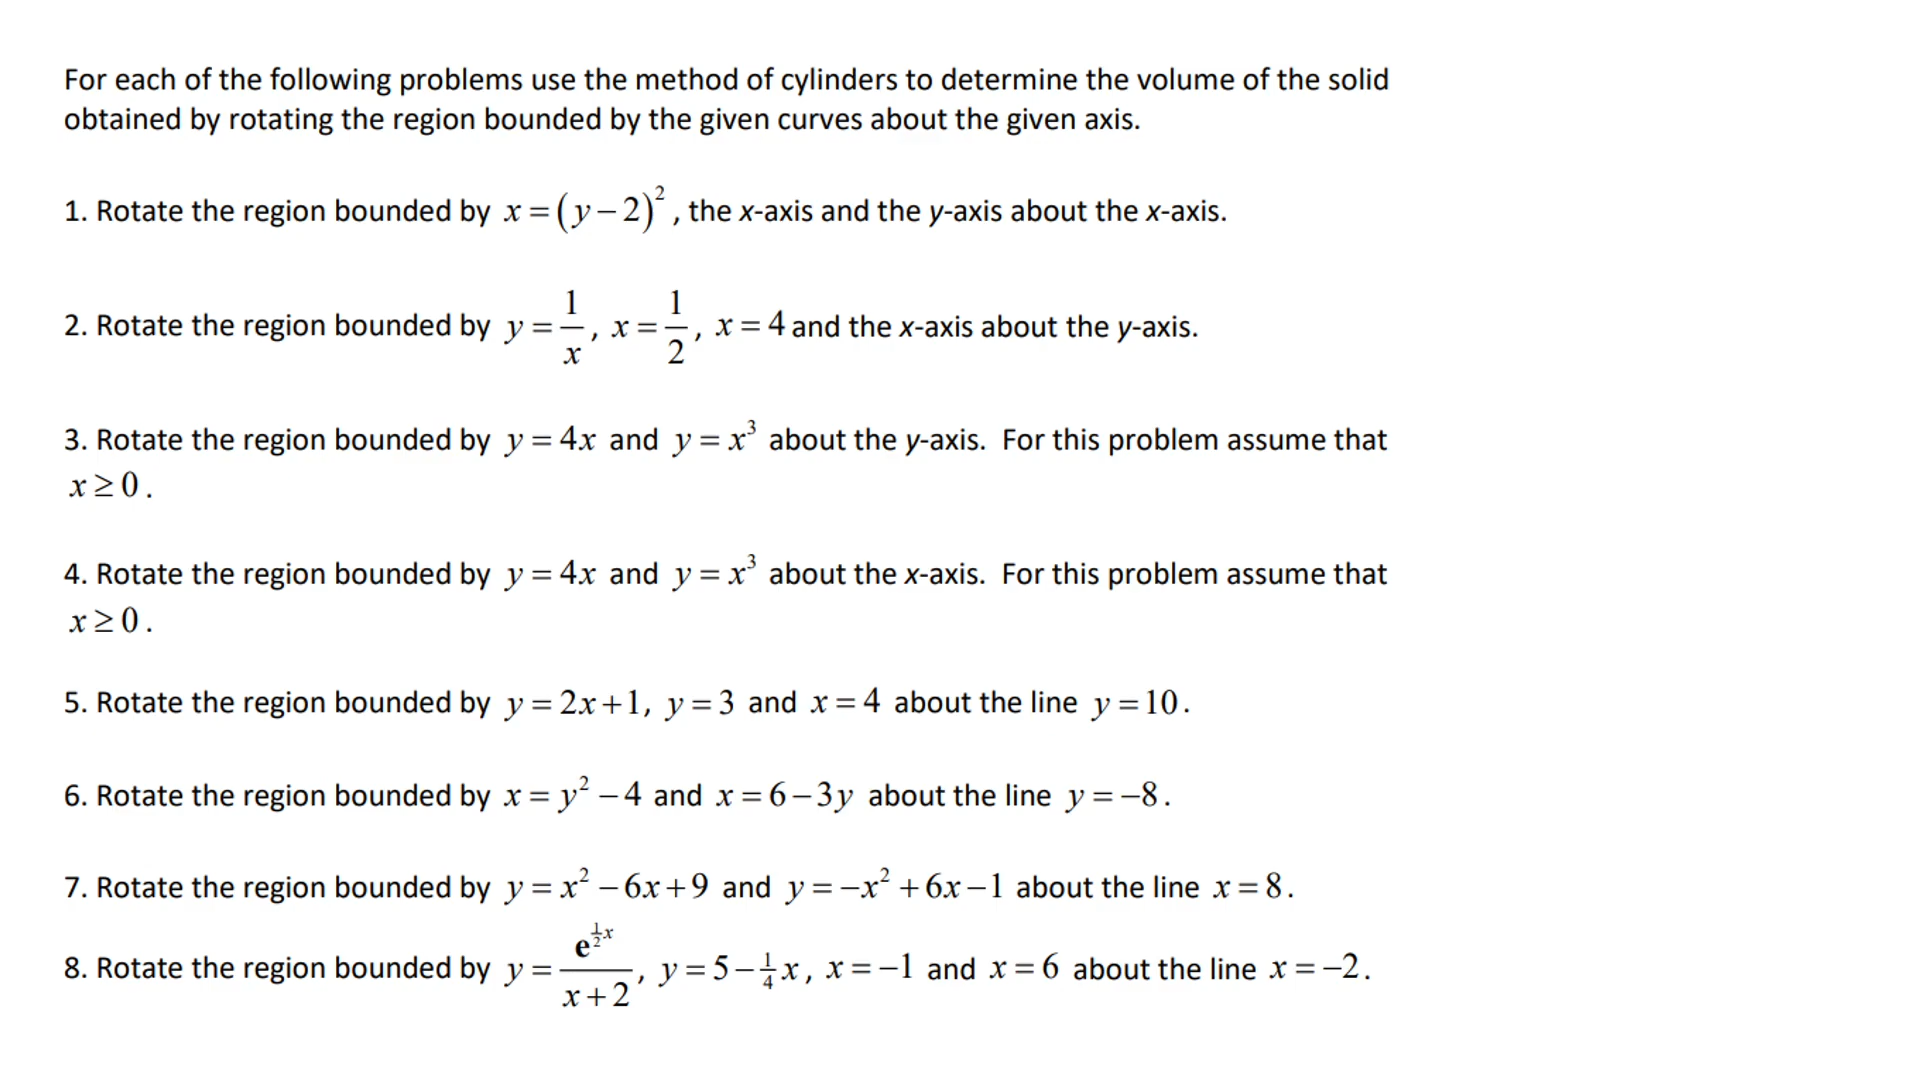 For each of the following problems use the method of cylinders to determine the volume of the solid
obtained by rotating the region bounded by the given curves about the given axis.
1. Rotate the region bounded by x = (y − 2)², the x-axis and the y-axis about the x-axis.
2. Rotate the region bounded by y = 1/x, x = 1/2, x = 4 and the x-axis about the y-axis.
3. Rotate the region bounded by y = 4x and y = x³ about the y-axis. For this problem assume that
x ≥ 0.
4. Rotate the region bounded by y = 4x and y = x³ about the x-axis. For this problem assume that
x ≥ 0.
5. Rotate the region bounded by y = 2x + 1, y = 3 and x = 4 about the line y = 10.
6. Rotate the region bounded by x = y² − 4 and x = 6 − 3y about the line y = −8.
7. Rotate the region bounded by y = x² − 6x + 9 and y = −x² + 6x − 1 about the line x = 8.
8. Rotate the region bounded by y = e^(½x)/(x + 2), y = 5 − ¼x, x = −1 and x = 6 about the line x = −2.